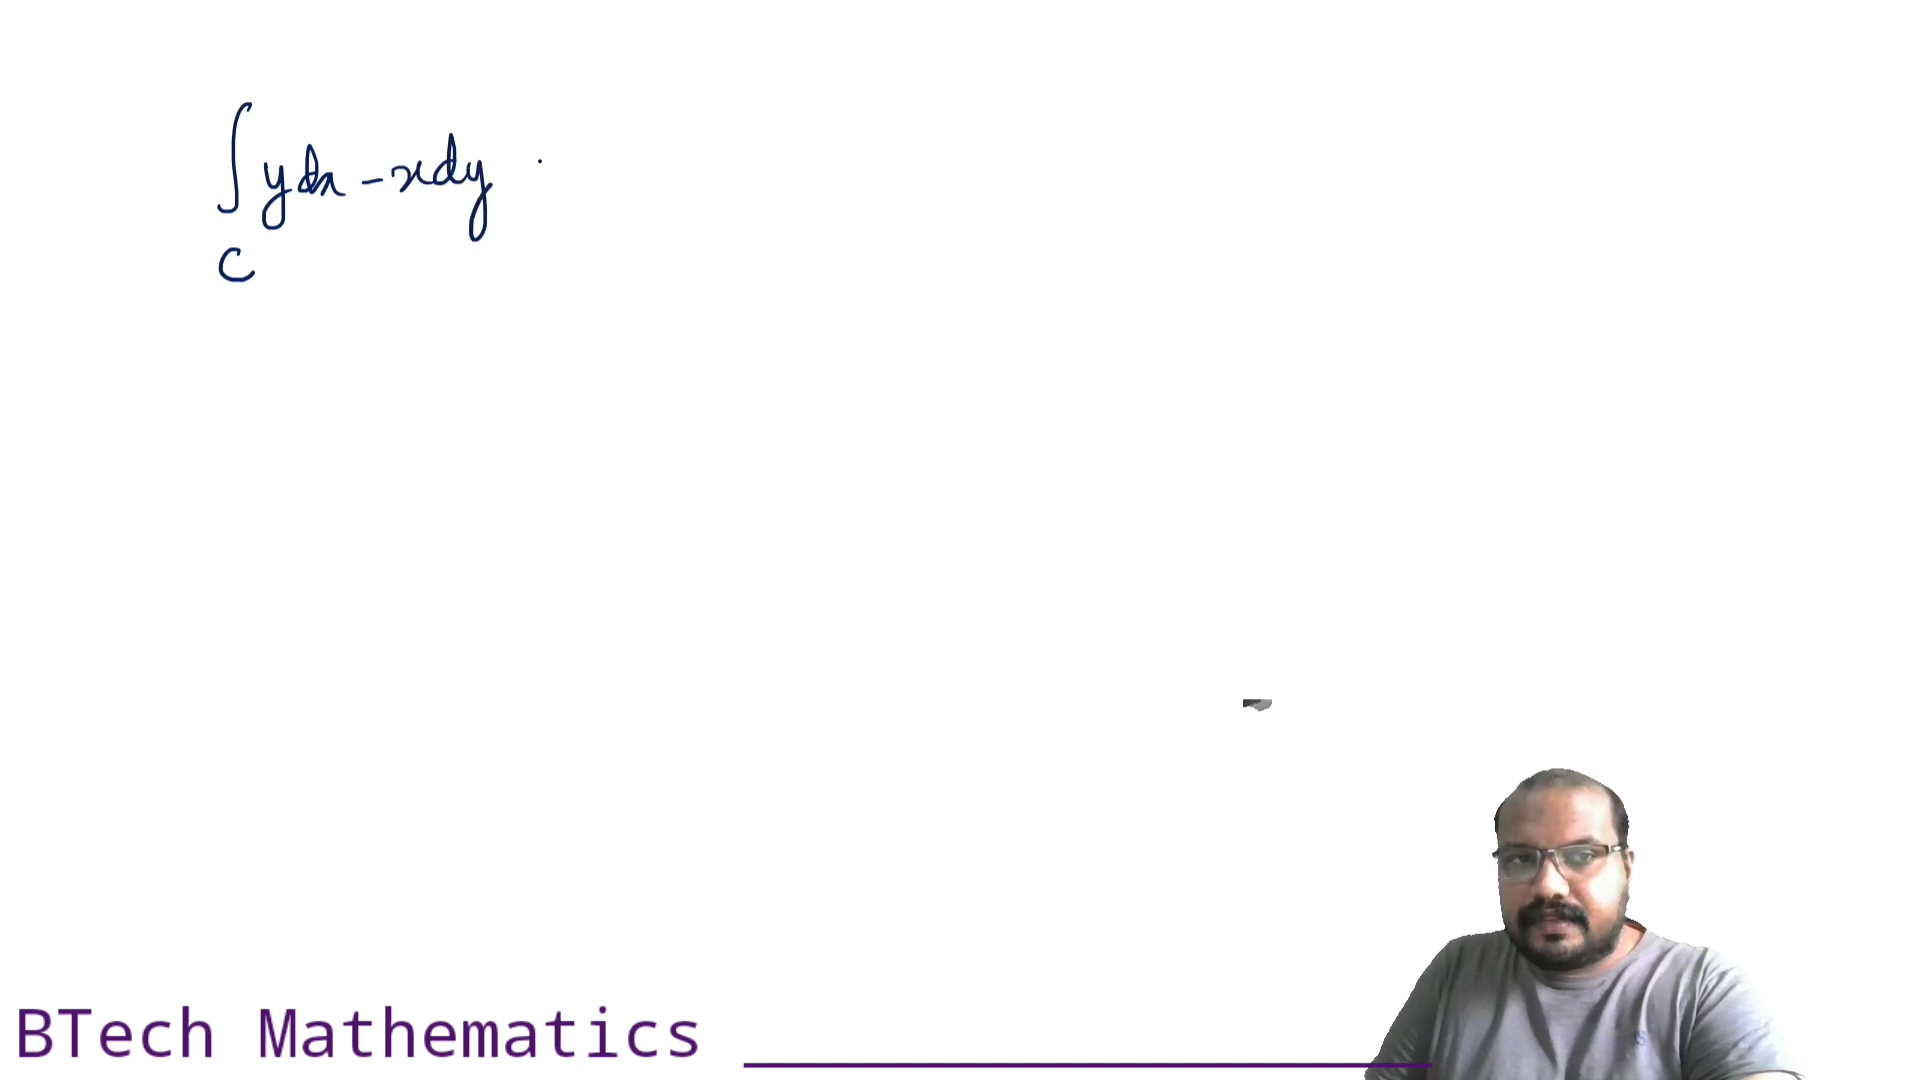 ∫ ydx - xdy
C
BTech Mathematics